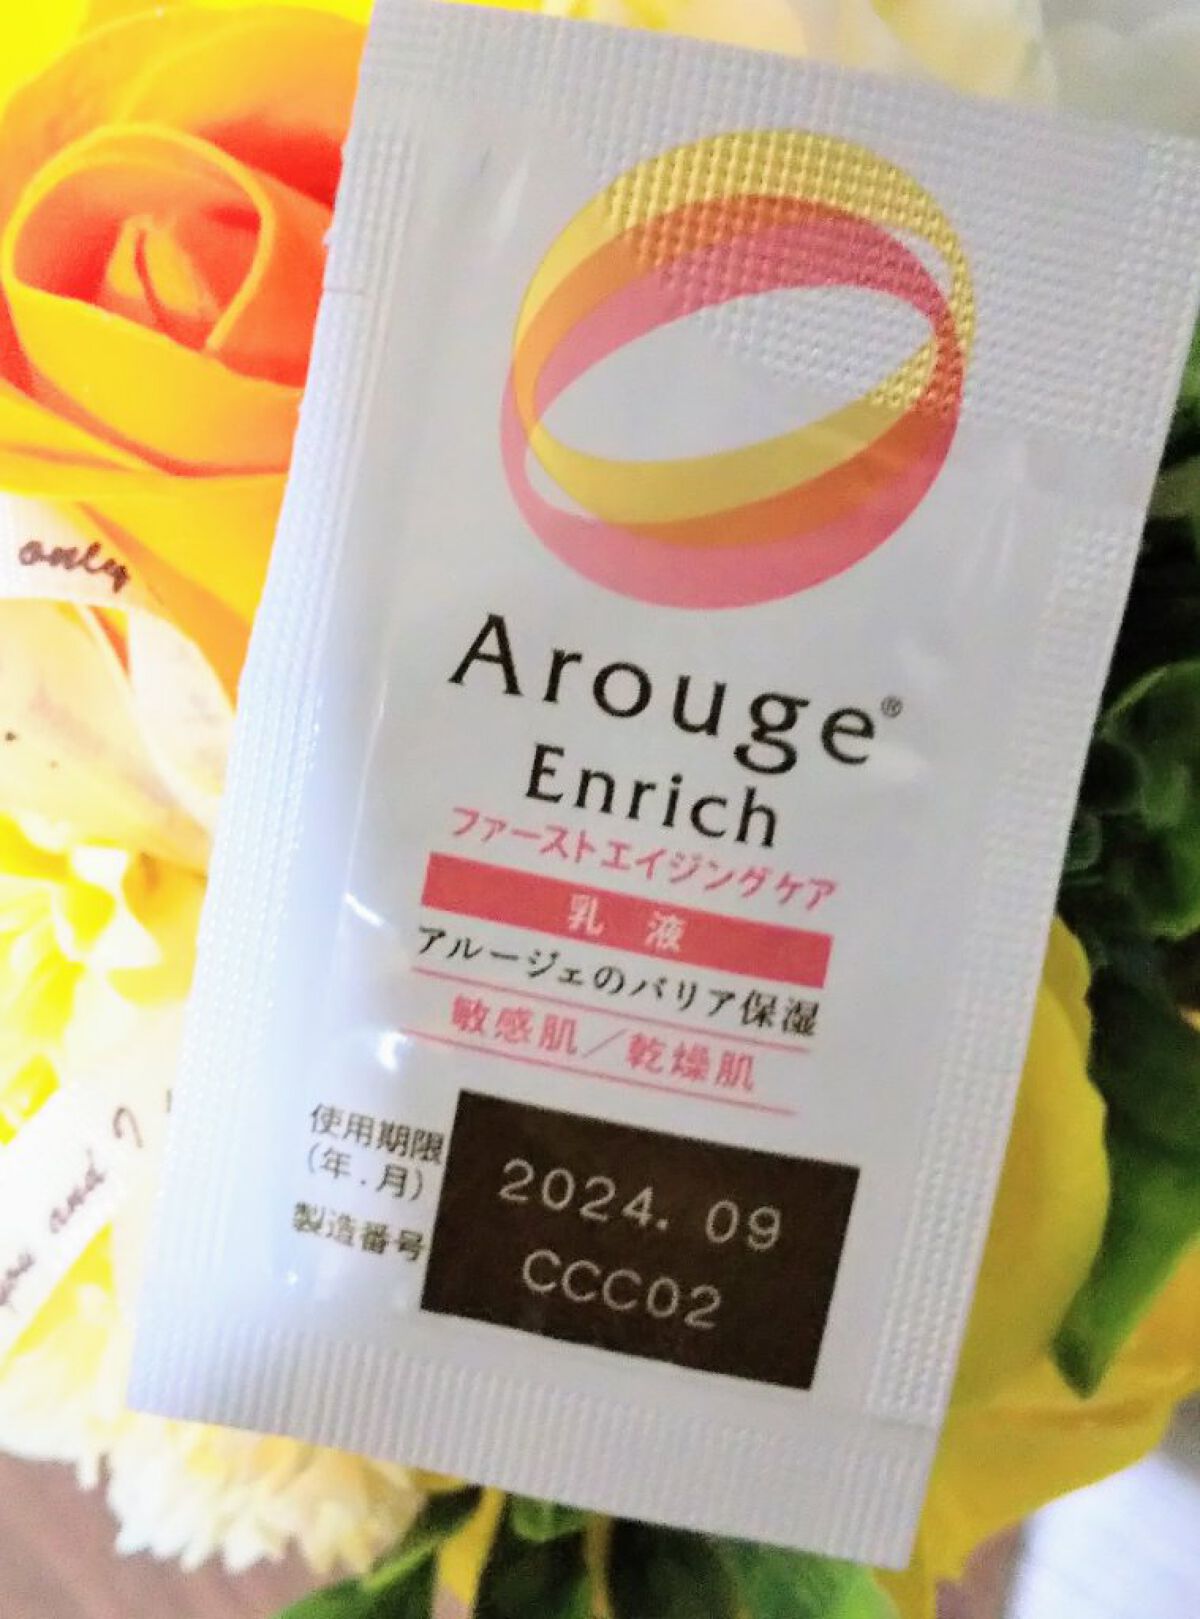 Arouge®
Enrich
ファーストエイジングケア
乳液
アルージェのバリア保湿
敏感肌／乾燥肌
使用期限
(年.月)
2024.09
製造番号
CCC02
only
and